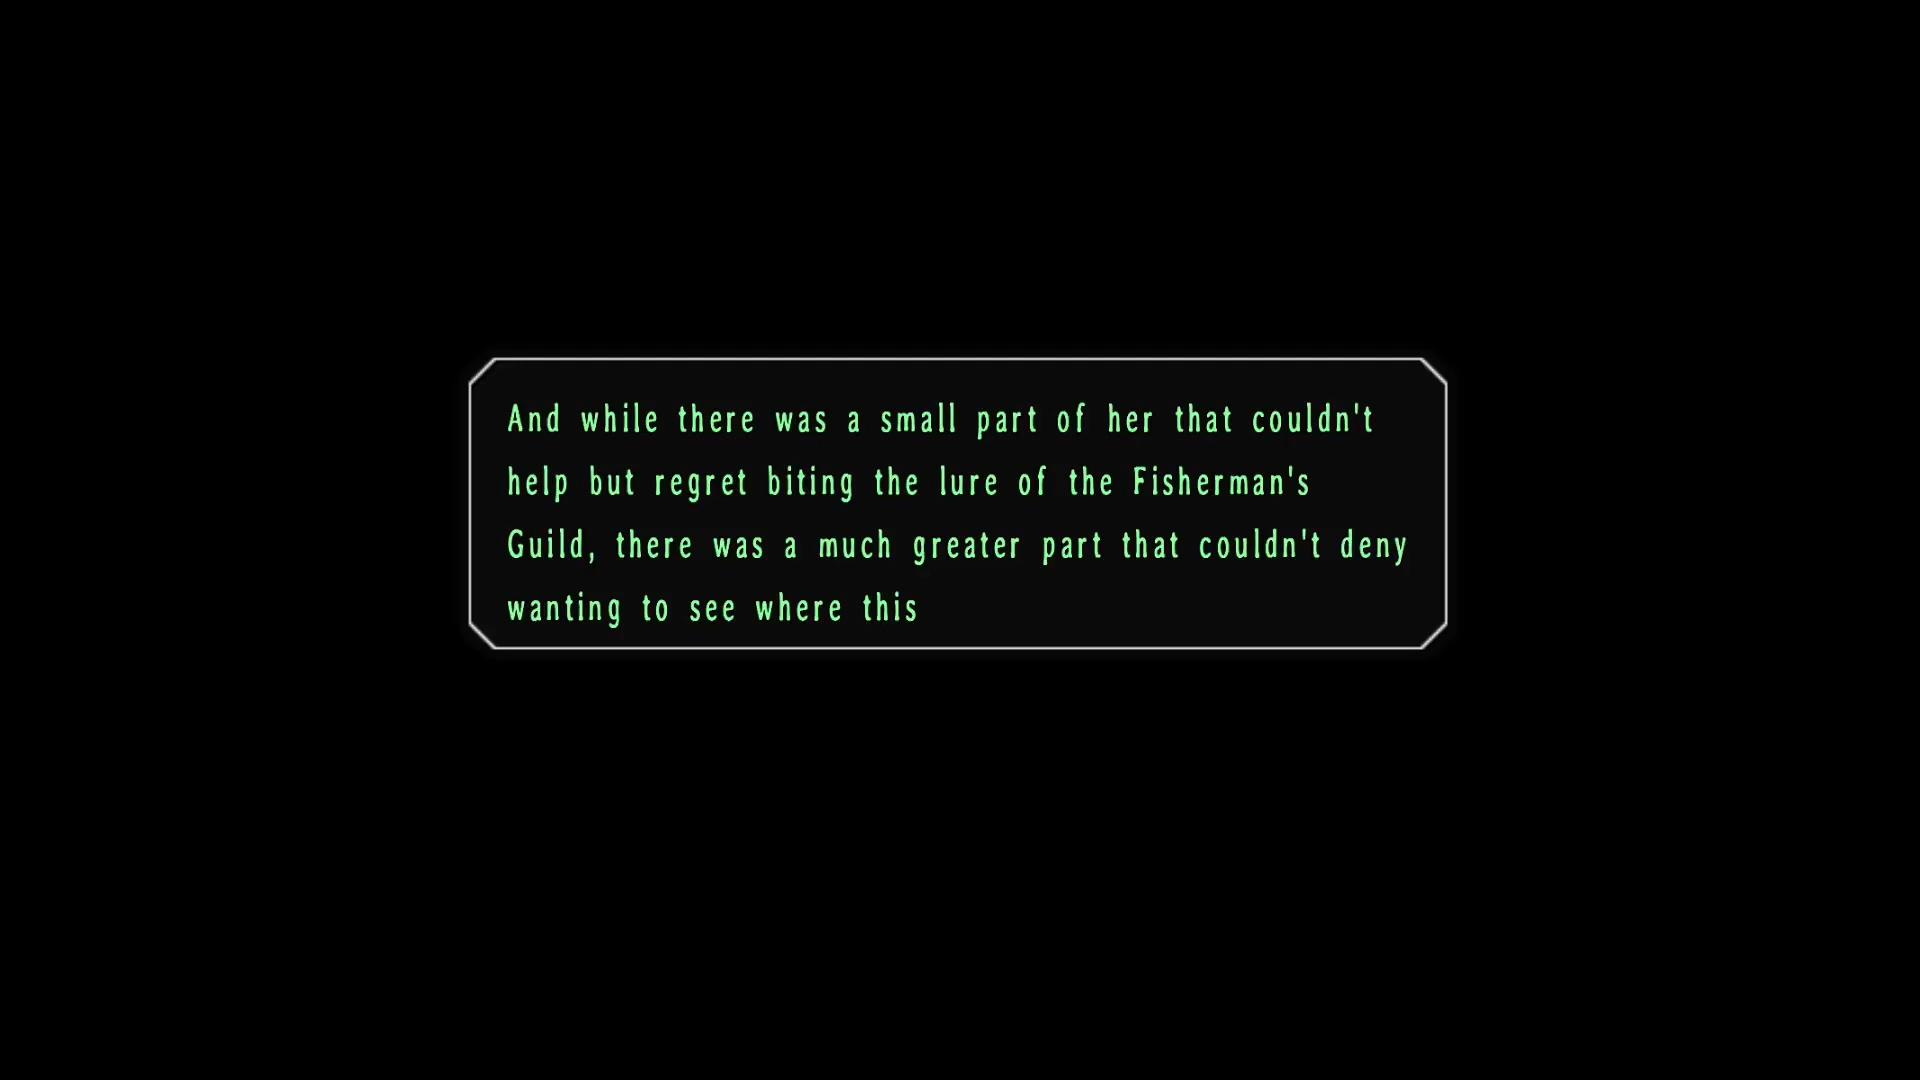 And while there was a small part of her that couldn't
help but regret biting the lure of the Fisherman's
Guild, there was a much greater part that couldn't deny
wanting to see where this